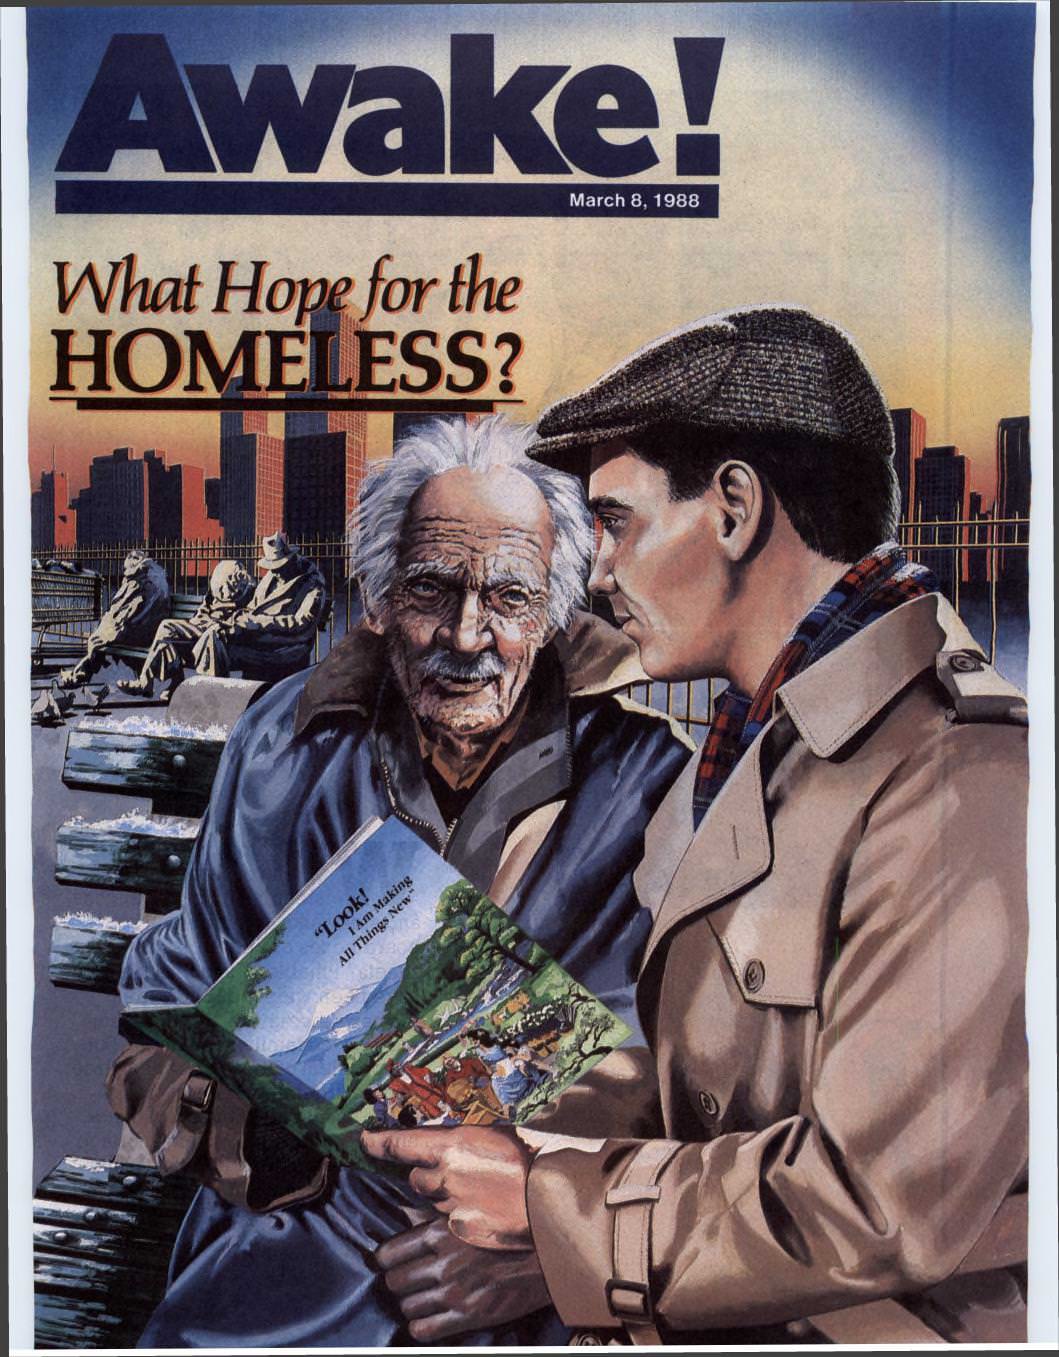 Awake!
March 8, 1988
What Hope for the
HOMELESS?
"Look!
I Am Making
All Things New"